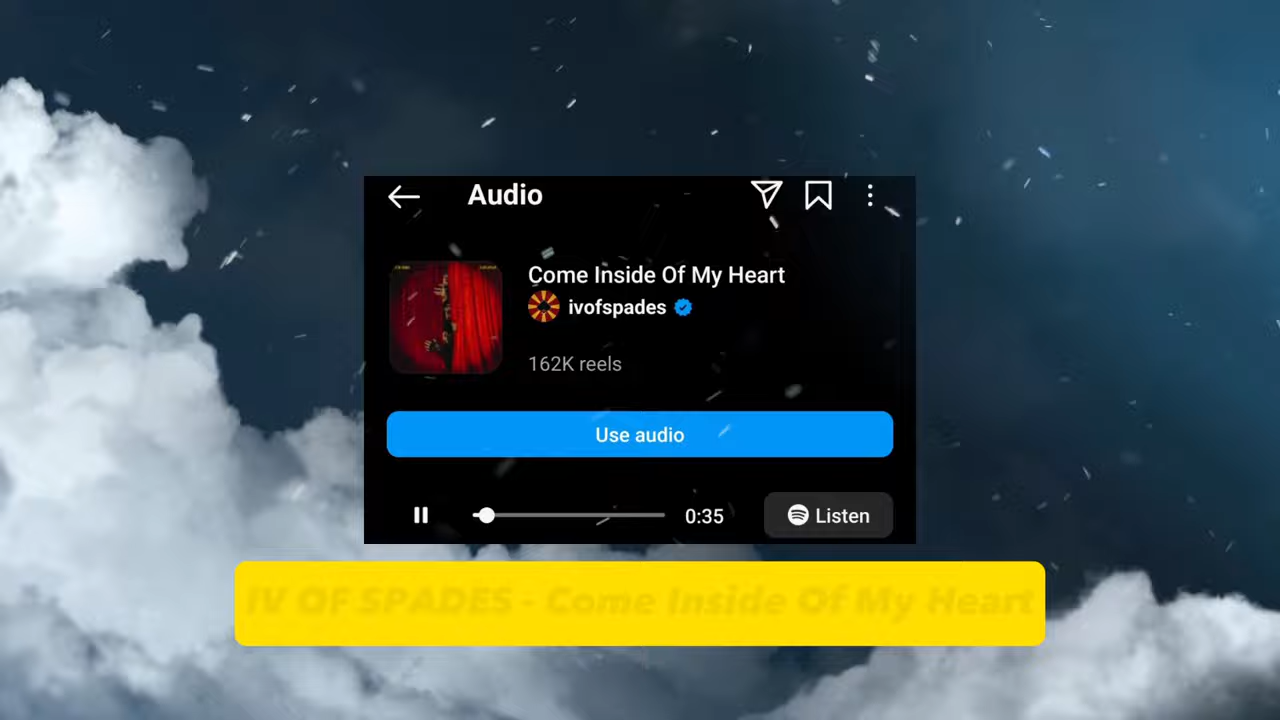 Audio
Come Inside Of My Heart
ivofspades
162K reels
Use audio
0:35
Listen
IV OF SPADES - Come Inside Of My Heart